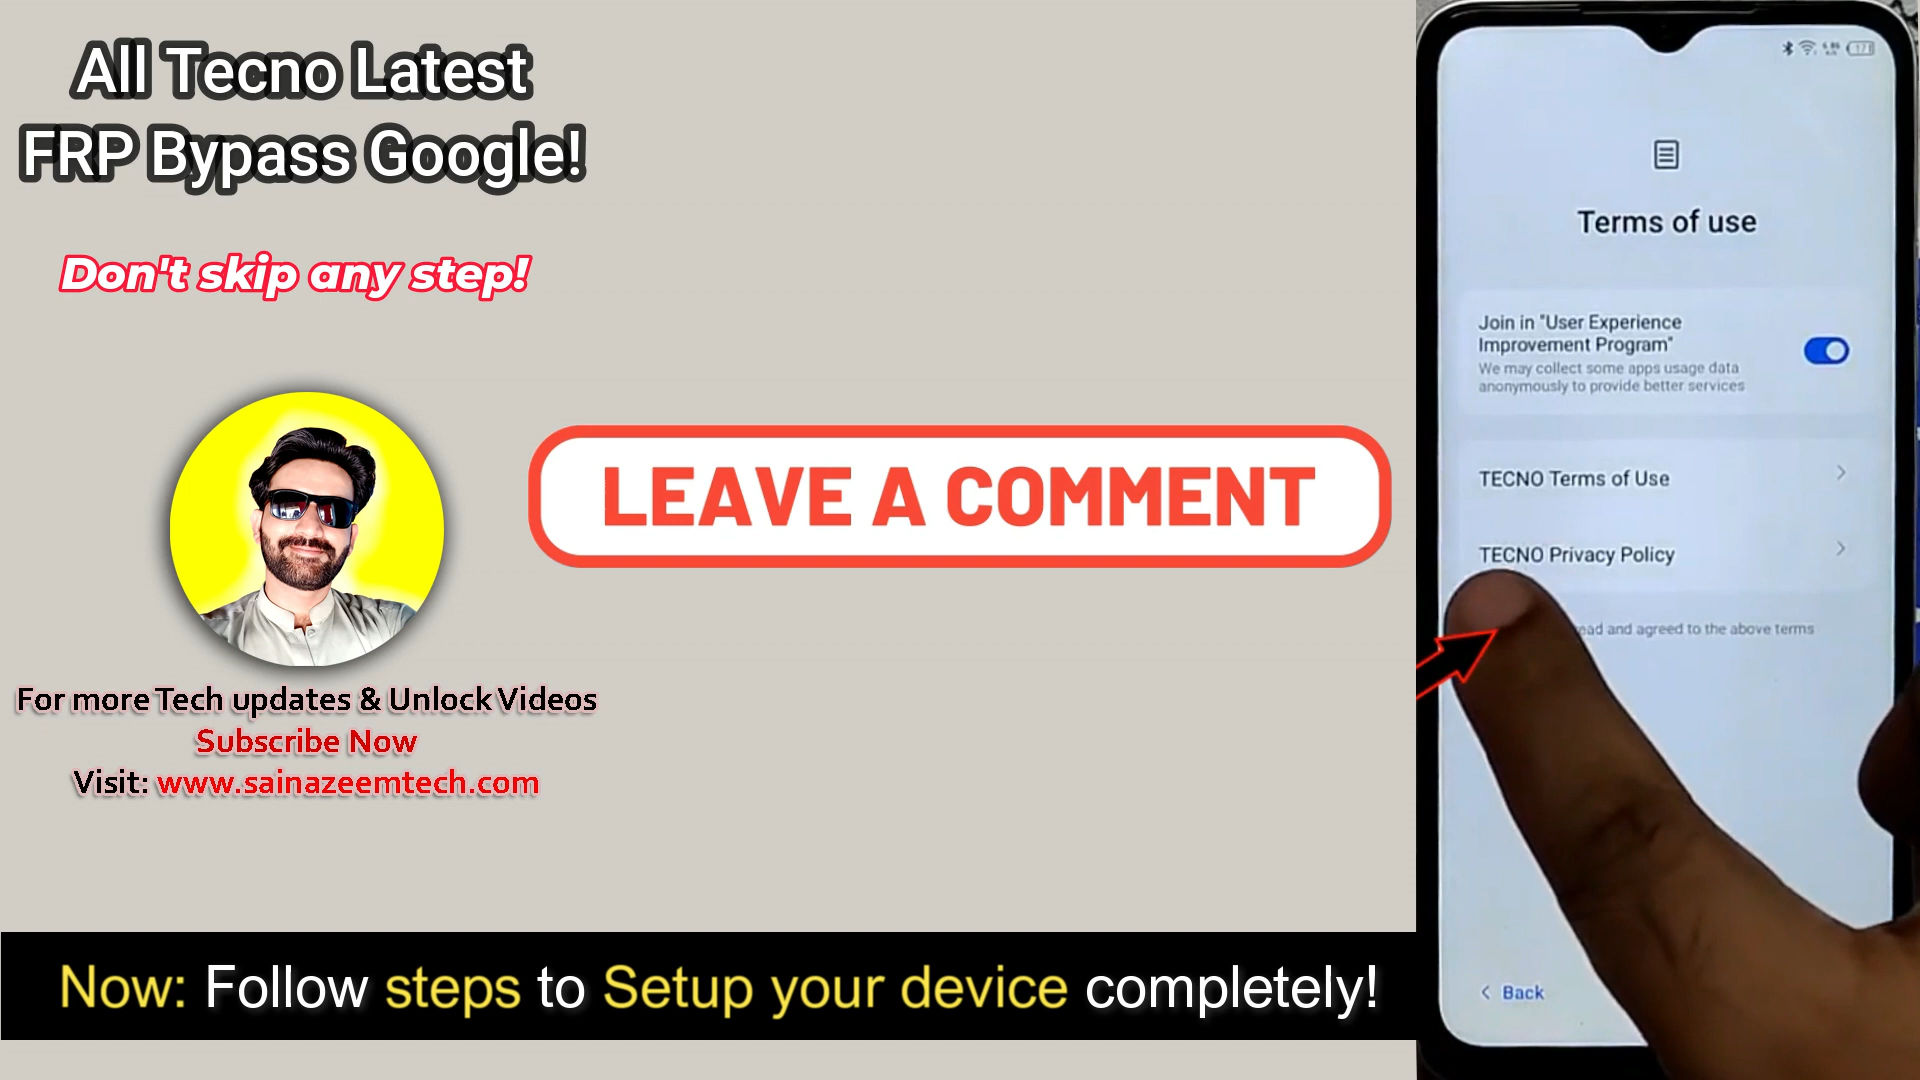 All Tecno Latest
FRP Bypass Google!
Don't skip any step!
For more Tech updates & Unlock Videos
Subscribe Now
Visit: www.sainazeemtech.com
LEAVE A COMMENT
Now: Follow steps to Setup your device completely!
Terms of use
Join in "User Experience
Improvement Program"
We may collect some apps usage data
anonymously to provide better services
TECNO Terms of Use
TECNO Privacy Policy
and agreed to the above terms
< Back